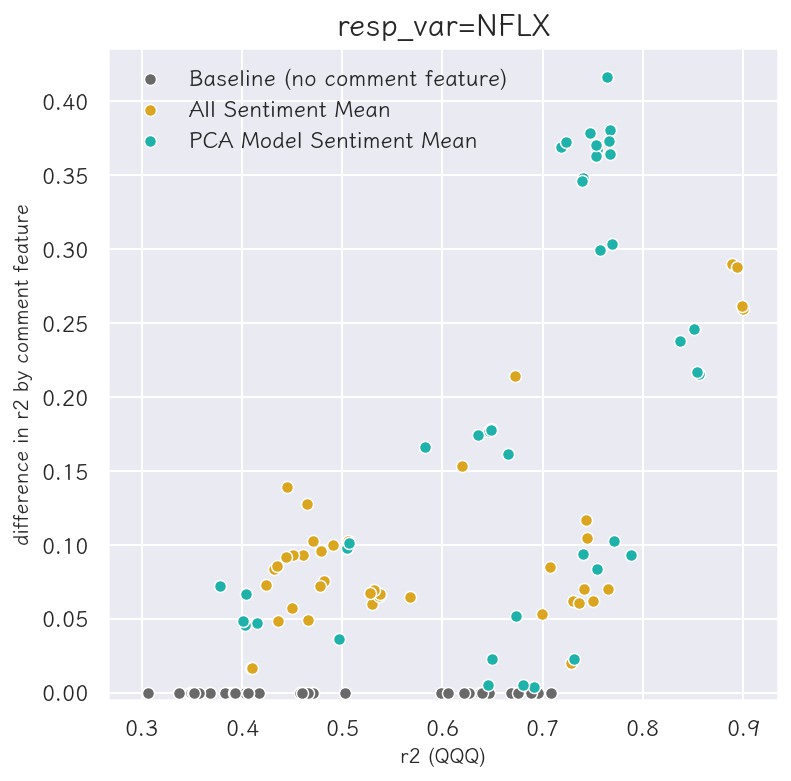 resp_var=NFLX
Baseline (no comment feature)
All Sentiment Mean
PCA Model Sentiment Mean
difference in r2 by comment feature
0.40
0.35
0.30
0.25
0.20
0.15
0.10
0.05
0.00
0.3 0.4 0.5 0.6 0.7 0.8 0.9
r2 (QQQ)